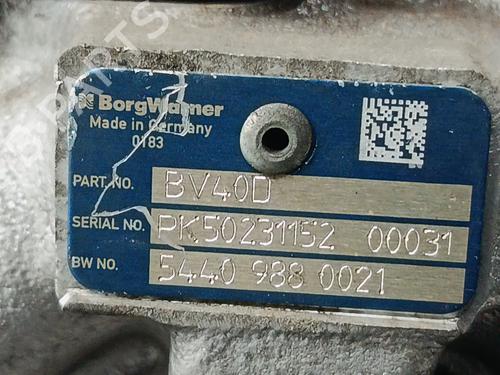 BorgWarner
Made in Germany
0183
PART. NO. BV40D
SERIAL NO. PK50231152 00031
BW NO. 5440 988 0021